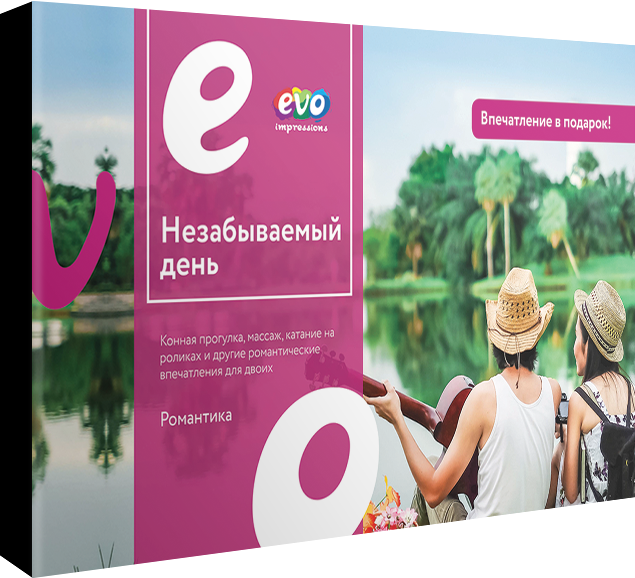 e
evo
impressions
Впечатление в подарок!
v
Незабываемый
день
Конная прогулка, массаж, катание на
роликах и другие романтические
впечатления для двоих
Романтика
o